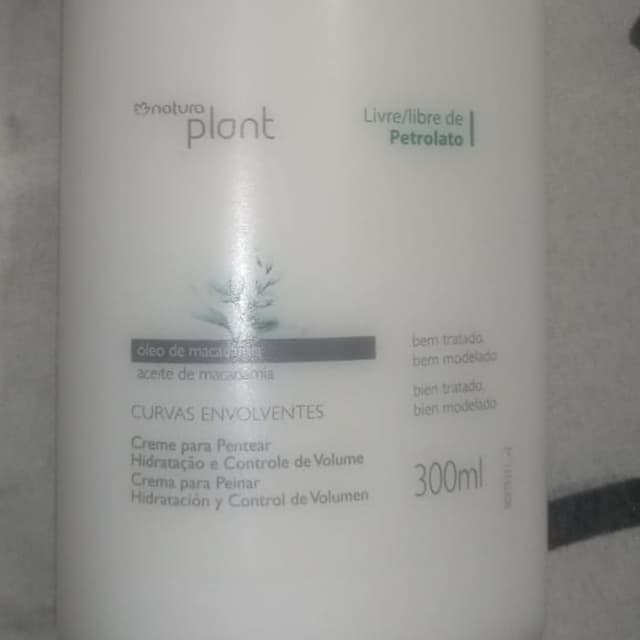 natura
plant
Livre/libre de
Petrolato
óleo de macadâmia
aceite de macadamia
CURVAS ENVOLVENTES
Creme para Pentear
Hidratação e Controle de Volume
Crema para Peinar
Hidratación y Control de Volumen
bem tratado,
bem modelado
bien tratado,
bien modelado
300ml